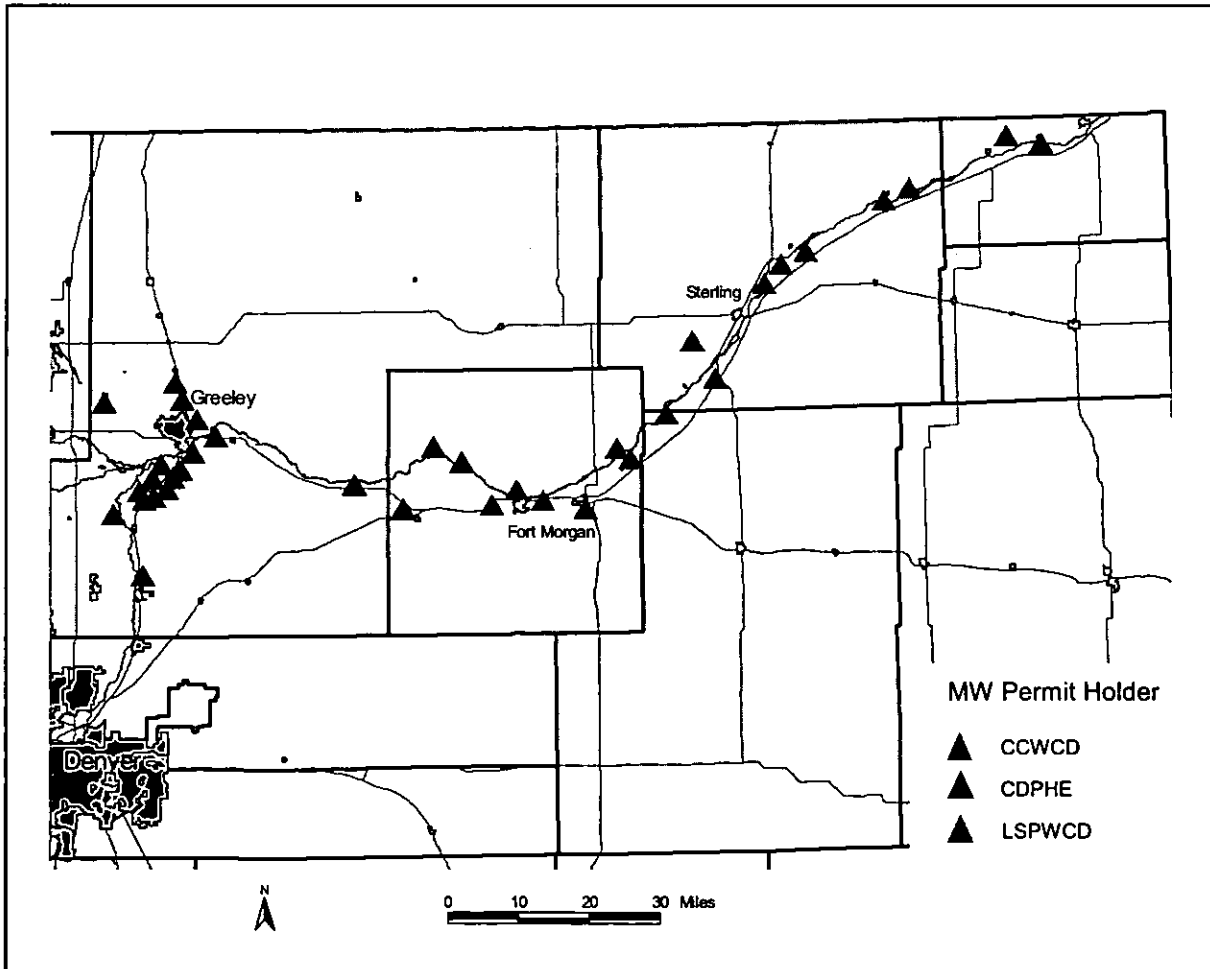 Greeley
Sterling
Fort Morgan
Denver
MW Permit Holder
CCWCD
CDPHE
LSPWCD
N
0 10 20 30 Miles